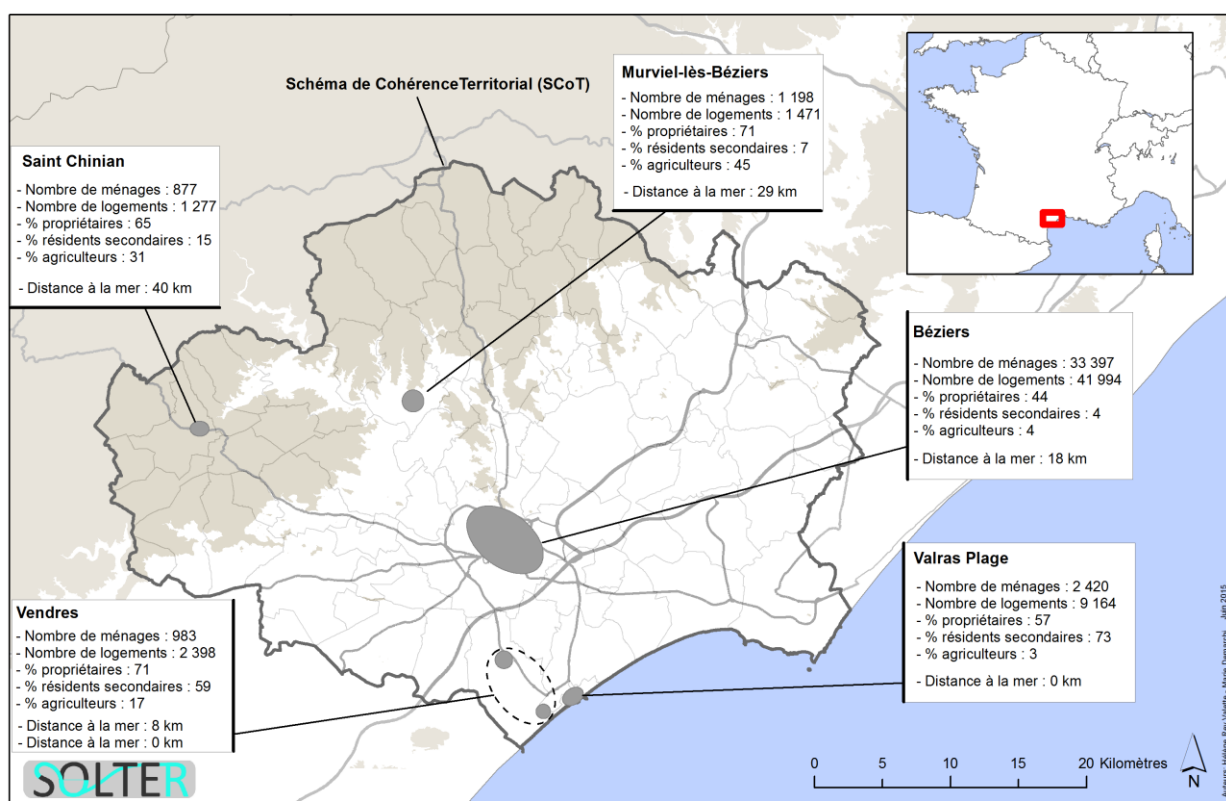 Schéma de CohérenceTerritorial (SCoT)
Murviel-lès-Béziers
- Nombre de ménages : 1 198
- Nombre de logements : 1 471
- % propriétaires : 71
- % résidents secondaires : 7
- % agriculteurs : 45
- Distance à la mer : 29 km
Saint Chinian
- Nombre de ménages : 877
- Nombre de logements : 1 277
- % propriétaires : 65
- % résidents secondaires : 15
- % agriculteurs : 31
- Distance à la mer : 40 km
Béziers
- Nombre de ménages : 33 397
- Nombre de logements : 41 994
- % propriétaires : 44
- % résidents secondaires : 4
- % agriculteurs : 4
- Distance à la mer : 18 km
Valras Plage
- Nombre de ménages : 2 420
- Nombre de logements : 9 164
- % propriétaires : 57
- % résidents secondaires : 73
- % agriculteurs : 3
- Distance à la mer : 0 km
Vendres
- Nombre de ménages : 983
- Nombre de logements : 2 398
- % propriétaires : 71
- % résidents secondaires : 59
- % agriculteurs : 17
- Distance à la mer : 8 km
- Distance à la mer : 0 km
SOLTER
0 5 10 15 20 Kilomètres
N
Juin 2015